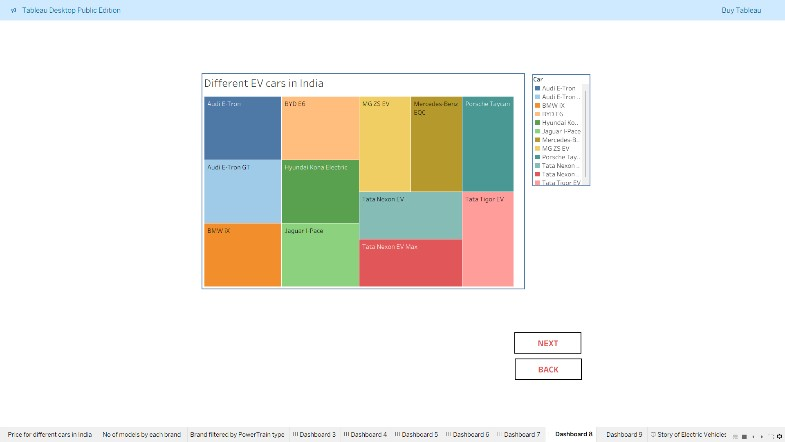 Tableau Desktop Public Edition
Buy Tableau
Different EV cars in India
Audi E-Tron
BYD E6
MG ZS EV
Mercedes-Benz
EQC
Porsche Taycan
Audi E-Tron GT
Hyundai Kona Electric
Tata Nexon EV
Tata Tigor EV
BMW iX
Jaguar I-Pace
Tata Nexon EV Max
Car
Audi E-Tron
Audi E-Tron ..
BMW iX
BYD E6
Hyundai Ko..
Jaguar I-Pace
Mercedes-B..
MG ZS EV
Porsche Tay..
Tata Nexon ..
Tata Nexon ..
Tata Tigor EV
NEXT
BACK
Price for different cars in India
No of models by each brand
Brand filtered by PowerTrain type
Dashboard 3
Dashboard 4
Dashboard 5
Dashboard 6
Dashboard 7
Dashboard 8
Dashboard 9
Story of Electric Vehicles